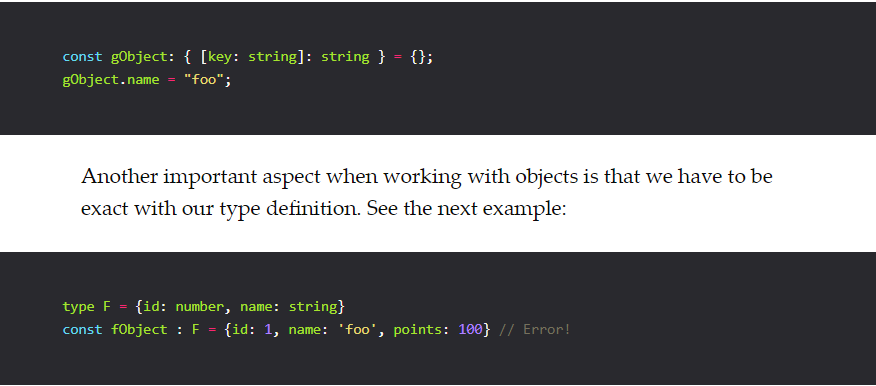 const gObject: { [key: string]: string } = {};
gObject.name = "foo";
Another important aspect when working with objects is that we have to be
exact with our type definition. See the next example:
type F = {id: number, name: string}
const fObject : F = {id: 1, name: 'foo', points: 100} // Error!